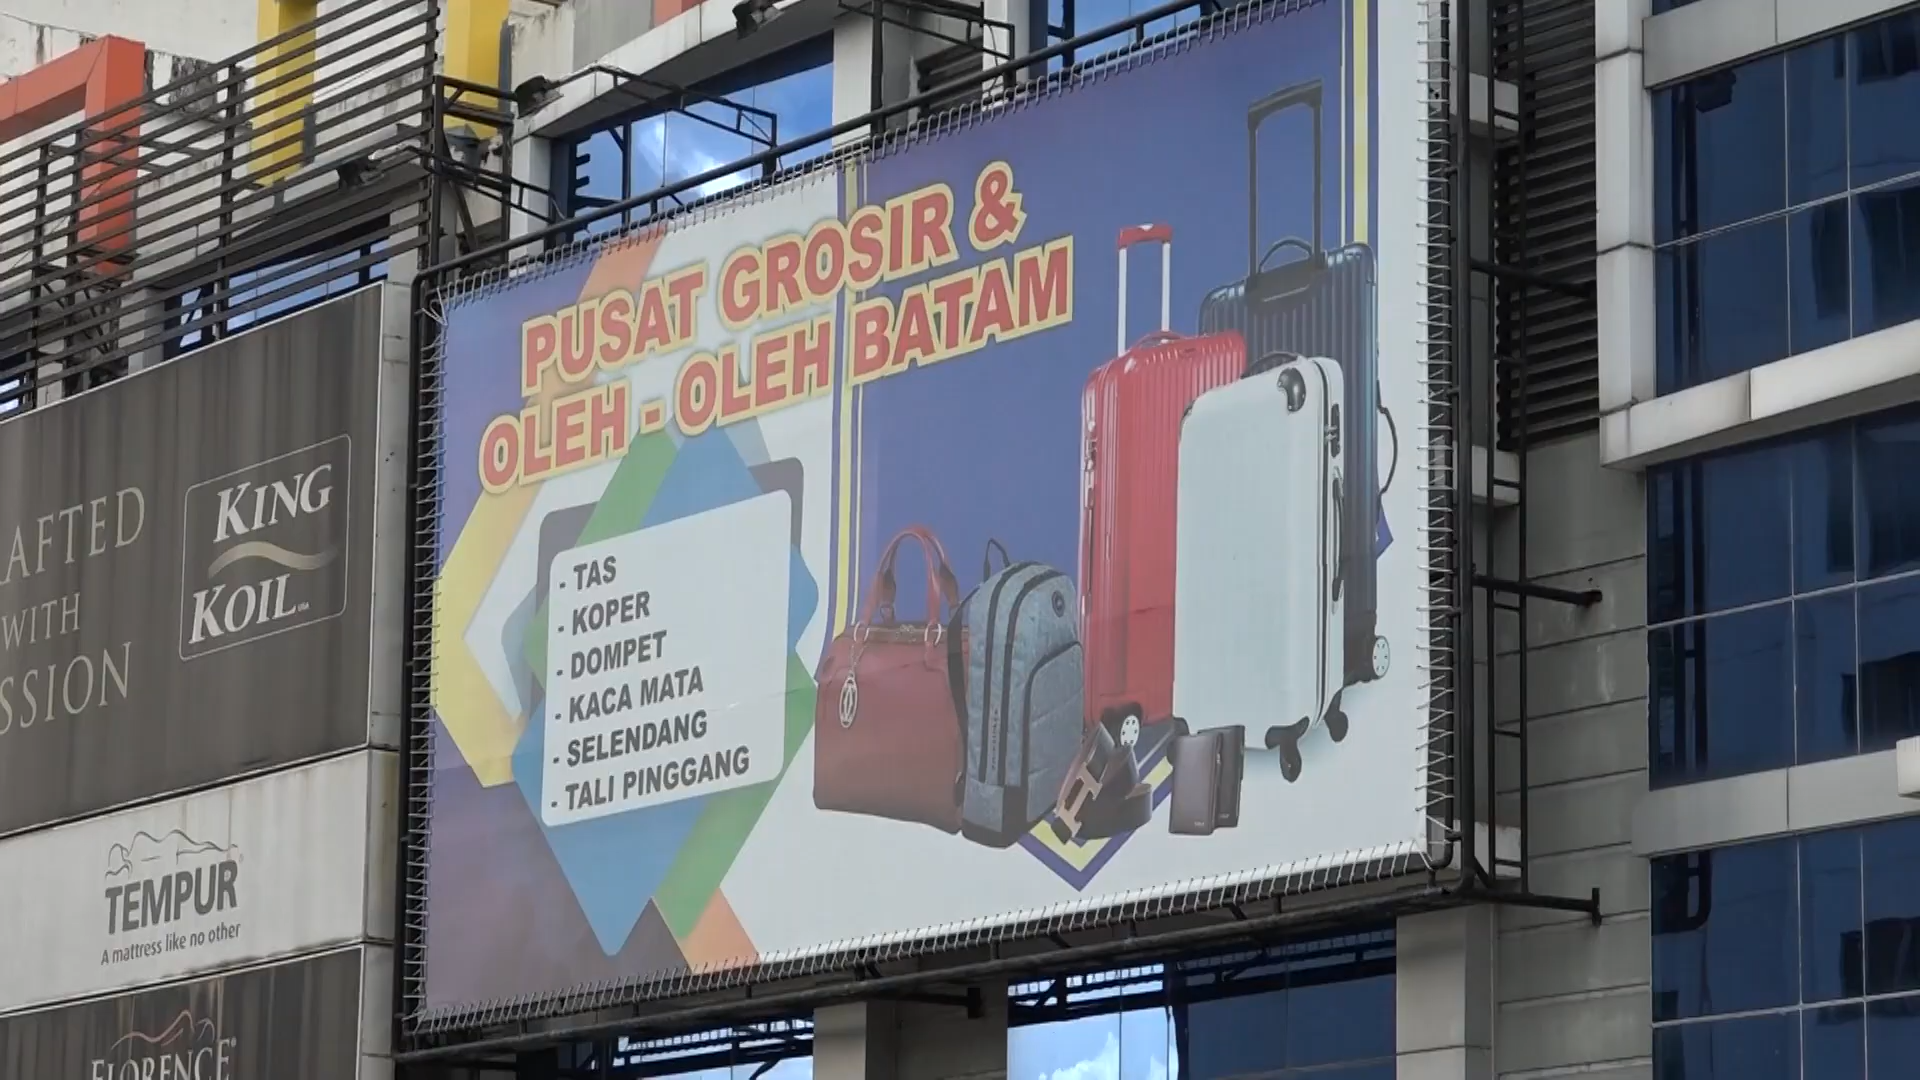 PUSAT GROSIR &
OLEH - OLEH BATAM
- TAS
- KOPER
- DOMPET
- KACA MATA
- SELENDANG
- TALI PINGGANG
AFTED
WITH
SSION
KING
KOIL
TEMPUR
A mattress like no other
FLORENCE